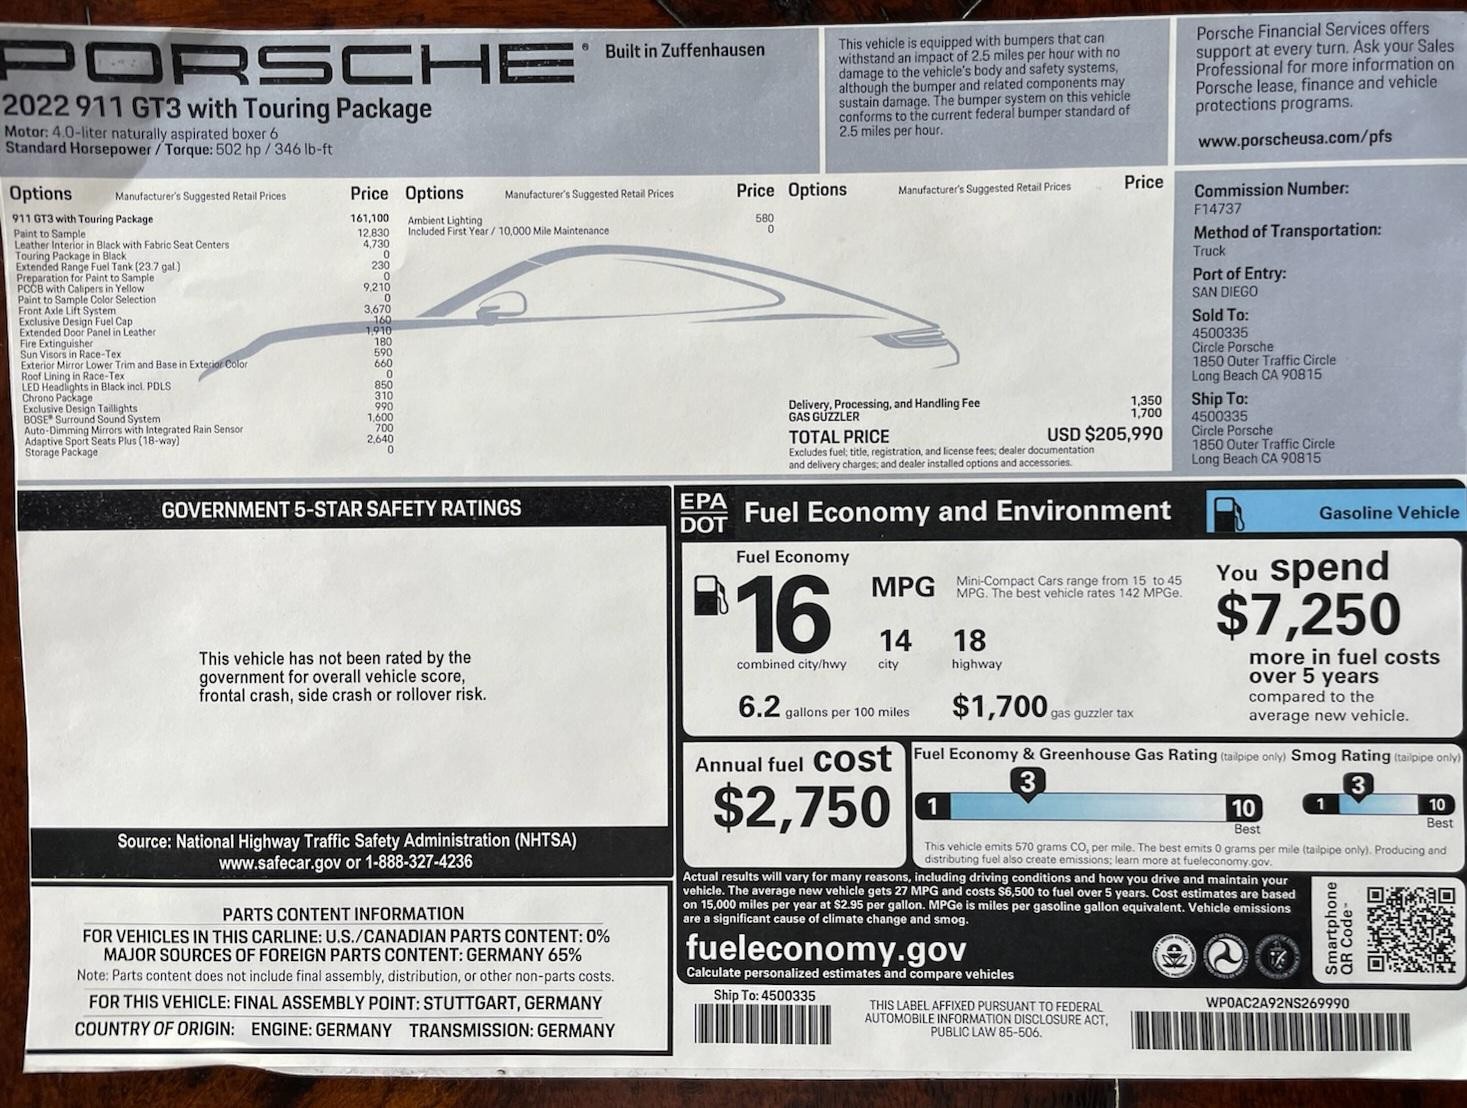 PORSCHE® Built in Zuffenhausen
2022 911 GT3 with Touring Package
Motor: 4.0-liter naturally aspirated boxer 6
Standard Horsepower / Torque: 502 hp / 346 lb-ft
This vehicle is equipped with bumpers that can
withstand an impact of 2.5 miles per hour with no
damage to the vehicle's body and safety systems,
although the bumper and related components may
sustain damage. The bumper system on this vehicle
conforms to the current federal bumper standard of
2.5 miles per hour.
Porsche Financial Services offers
support at every turn. Ask your Sales
Professional for more information on
Porsche lease, finance and vehicle
protections programs.
www.porscheusa.com/pfs
Options Manufacturer's Suggested Retail Prices Price
911 GT3 with Touring Package 161,100
Paint to Sample 12,830
Leather Interior in Black with Fabric Seat Centers 4,730
Touring Package in Black 0
Extended Range Fuel Tank (23.7 gal.) 230
Preparation for Paint to Sample 0
PCCB with Calipers in Yellow 9,210
Paint to Sample Color Selection 0
Front Axle Lift System 3,670
Exclusive Design Fuel Cap 160
Extended Door Panel in Leather 1,910
Fire Extinguisher 180
Sun Visors in Race-Tex 590
Exterior Mirror Lower Trim and Base in Exterior Color 660
Roof Lining in Race-Tex 0
LED Headlights in Black incl. PDLS 850
Chrono Package 310
Exclusive Design Taillights 990
BOSE® Surround Sound System 1,600
Auto-Dimming Mirrors with Integrated Rain Sensor 700
Adaptive Sport Seats Plus (18-way) 2,640
Storage Package 0
Options Manufacturer's Suggested Retail Prices Price
Ambient Lighting 580
Included First Year / 10,000 Mile Maintenance 0
Options Manufacturer's Suggested Retail Prices Price
Delivery, Processing, and Handling Fee 1,350
GAS GUZZLER 1,700
TOTAL PRICE USD $205,990
Excludes fuel; title, registration, and license fees; dealer documentation
and delivery charges; and dealer installed options and accessories.
Commission Number:
F14737
Method of Transportation:
Truck
Port of Entry:
SAN DIEGO
Sold To:
4500335
Circle Porsche
1850 Outer Traffic Circle
Long Beach CA 90815
Ship To:
4500335
Circle Porsche
1850 Outer Traffic Circle
Long Beach CA 90815
GOVERNMENT 5-STAR SAFETY RATINGS
This vehicle has not been rated by the
government for overall vehicle score,
frontal crash, side crash or rollover risk.
Source: National Highway Traffic Safety Administration (NHTSA)
www.safecar.gov or 1-888-327-4236
PARTS CONTENT INFORMATION
FOR VEHICLES IN THIS CARLINE: U.S./CANADIAN PARTS CONTENT: 0%
MAJOR SOURCES OF FOREIGN PARTS CONTENT: GERMANY 65%
Note: Parts content does not include final assembly, distribution, or other non-parts costs.
FOR THIS VEHICLE: FINAL ASSEMBLY POINT: STUTTGART, GERMANY
COUNTRY OF ORIGIN: ENGINE: GERMANY TRANSMISSION: GERMANY
EPA
DOT
Fuel Economy and Environment
Gasoline Vehicle
Fuel Economy
16 MPG
combined city/hwy
14
city
18
highway
Mini-Compact Cars range from 15 to 45
MPG. The best vehicle rates 142 MPGe.
6.2 gallons per 100 miles
$1,700 gas guzzler tax
You spend
$7,250
more in fuel costs
over 5 years
compared to the
average new vehicle.
Annual fuel cost
$2,750
Fuel Economy & Greenhouse Gas Rating (tailpipe only)
3
1 10
Best
Smog Rating (tailpipe only)
3
1 10
Best
This vehicle emits 570 grams CO₂ per mile. The best emits 0 grams per mile (tailpipe only). Producing and
distributing fuel also create emissions; learn more at fueleconomy.gov.
Actual results will vary for many reasons, including driving conditions and how you drive and maintain your
vehicle. The average new vehicle gets 27 MPG and costs $6,500 to fuel over 5 years. Cost estimates are based
on 15,000 miles per year at $2.95 per gallon. MPGe is miles per gasoline gallon equivalent. Vehicle emissions
are a significant cause of climate change and smog.
fueleconomy.gov
Calculate personalized estimates and compare vehicles
Smartphone
QR Code™
Ship To: 4500335
THIS LABEL AFFIXED PURSUANT TO FEDERAL
AUTOMOBILE INFORMATION DISCLOSURE ACT,
PUBLIC LAW 85-506.
WP0AC2A92NS269990